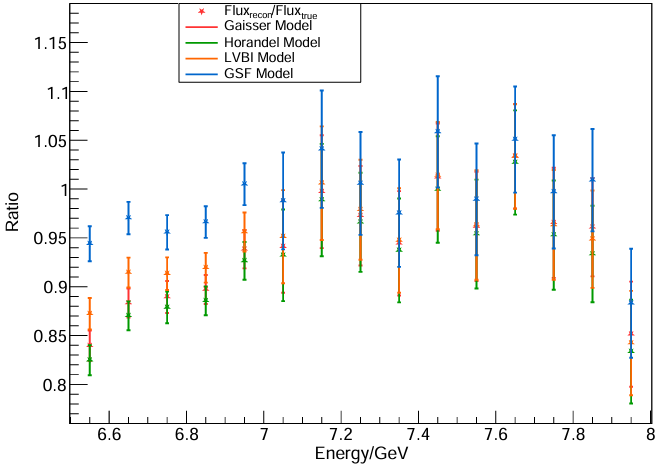 Flux_recon/Flux_true
Gaisser Model
Horandel Model
LVBI Model
GSF Model
1.15
1.1
1.05
1
0.95
0.9
0.85
0.8
Ratio
6.6 6.8 7 7.2 7.4 7.6 7.8 8
Energy/GeV